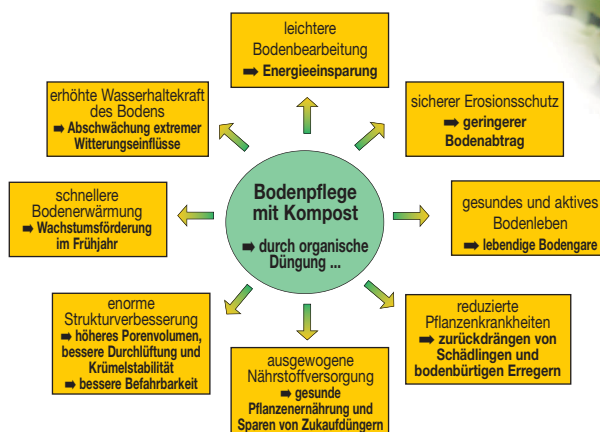 leichtere
Bodenbearbeitung
➡ Energieeinsparung
erhöhte Wasserhaltekraft
des Bodens
➡ Abschwächung extremer
Witterungseinflüsse
sicherer Erosionsschutz
➡ geringerer
Bodenabtrag
schnellere
Bodenerwärmung
➡ Wachstumsförderung
im Frühjahr
Bodenpflege
mit Kompost
➡ durch organische
Düngung ...
gesundes und aktives
Bodenleben
➡ lebendige Bodengare
enorme
Strukturverbesserung
➡ höheres Porenvolumen,
bessere Durchlüftung und
Krümelstabilität
➡ bessere Befahrbarkeit
ausgewogene
Nährstoffversorgung
➡ gesunde
Pflanzenernährung und
Sparen von Zukaufdüngern
reduzierte
Pflanzenkrankheiten
➡ zurückdrängen von
Schädlingen und
bodenbürtigen Erregern